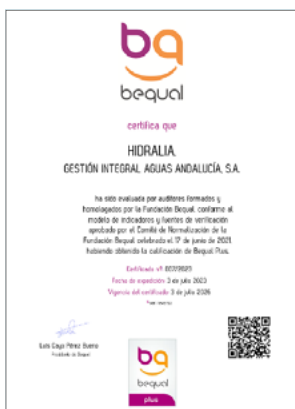 bequal
certifica que
HIDRALIA,
GESTIÓN INTEGRAL AGUAS ANDALUCÍA, S.A.
ha sido evaluada por auditores formados y
homologados por la Fundación Bequal, conforme al
modelo de indicadores y fuentes de verificación
aprobado por el Comité de Normalización de la
Fundación Bequal celebrado el 17 de junio de 2021,
habiendo obtenido la calificación de Bequal Plus.
Certificado nº:
Fecha de expedición: 3 de julio 2023
Vigencia del certificado: 3 de julio 2026
Luis Cayo Pérez Bueno
Presidente de Bequal
bequal
plus